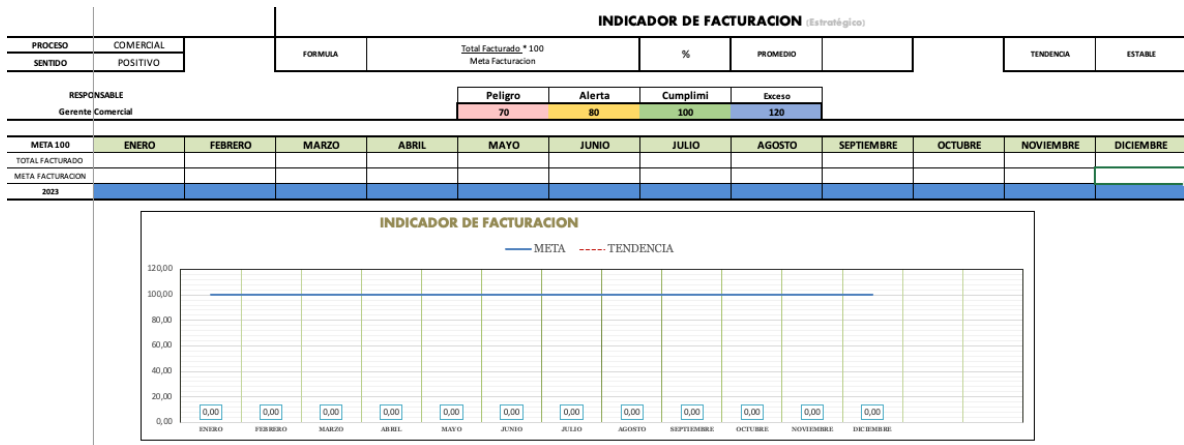 INDICADOR DE FACTURACION (Estratégico)
PROCESO COMERCIAL FORMULA Total Facturado * 100 % PROMEDIO TENDENCIA ESTABLE
SENTIDO POSITIVO Meta Facturacion
RESPONSABLE Peligro Alerta Cumplimi Exceso
Gerente Comercial 70 80 100 120
META 100 ENERO FEBRERO MARZO ABRIL MAYO JUNIO JULIO AGOSTO SEPTIEMBRE OCTUBRE NOVIEMBRE DICIEMBRE
TOTAL FACTURADO
META FACTURACION
2023
INDICADOR DE FACTURACION
META TENDENCIA
120,00
100,00
80,00
60,00
40,00
20,00
0,00 0,00 0,00 0,00 0,00 0,00 0,00 0,00 0,00 0,00 0,00 0,00 0,00
ENERO FEBRERO MARZO ABRIL MAYO JUNIO JULIO AGOSTO SEPTIEMBRE OCTUBRE NOVIEMBRE DICIEMBRE